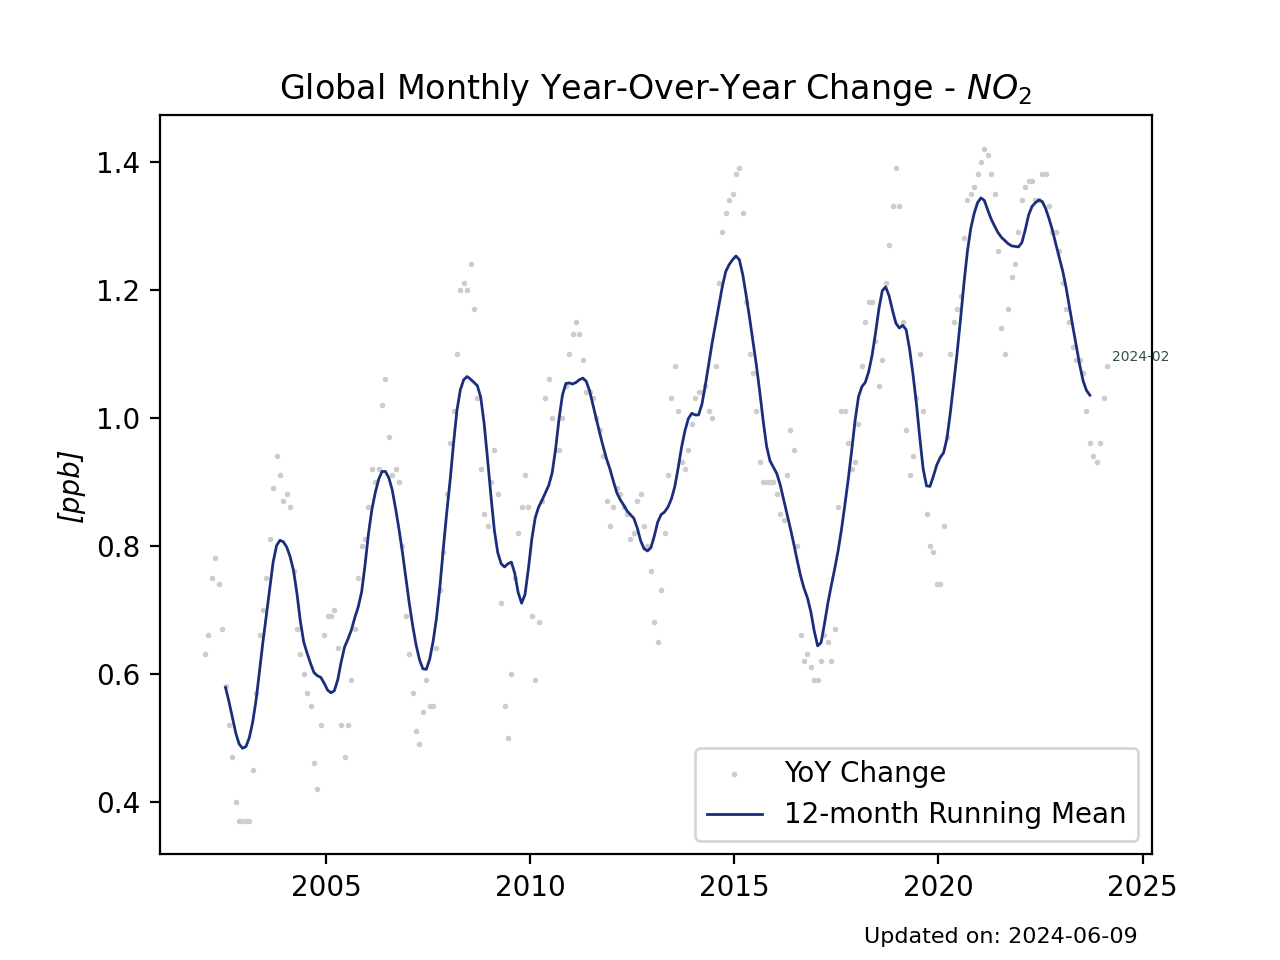 Global Monthly Year-Over-Year Change - NO₂
[ppb]
1.4
1.2
1.0
0.8
0.6
0.4
2024-02
YoY Change
12-month Running Mean
2005 2010 2015 2020 2025
Updated on: 2024-06-09